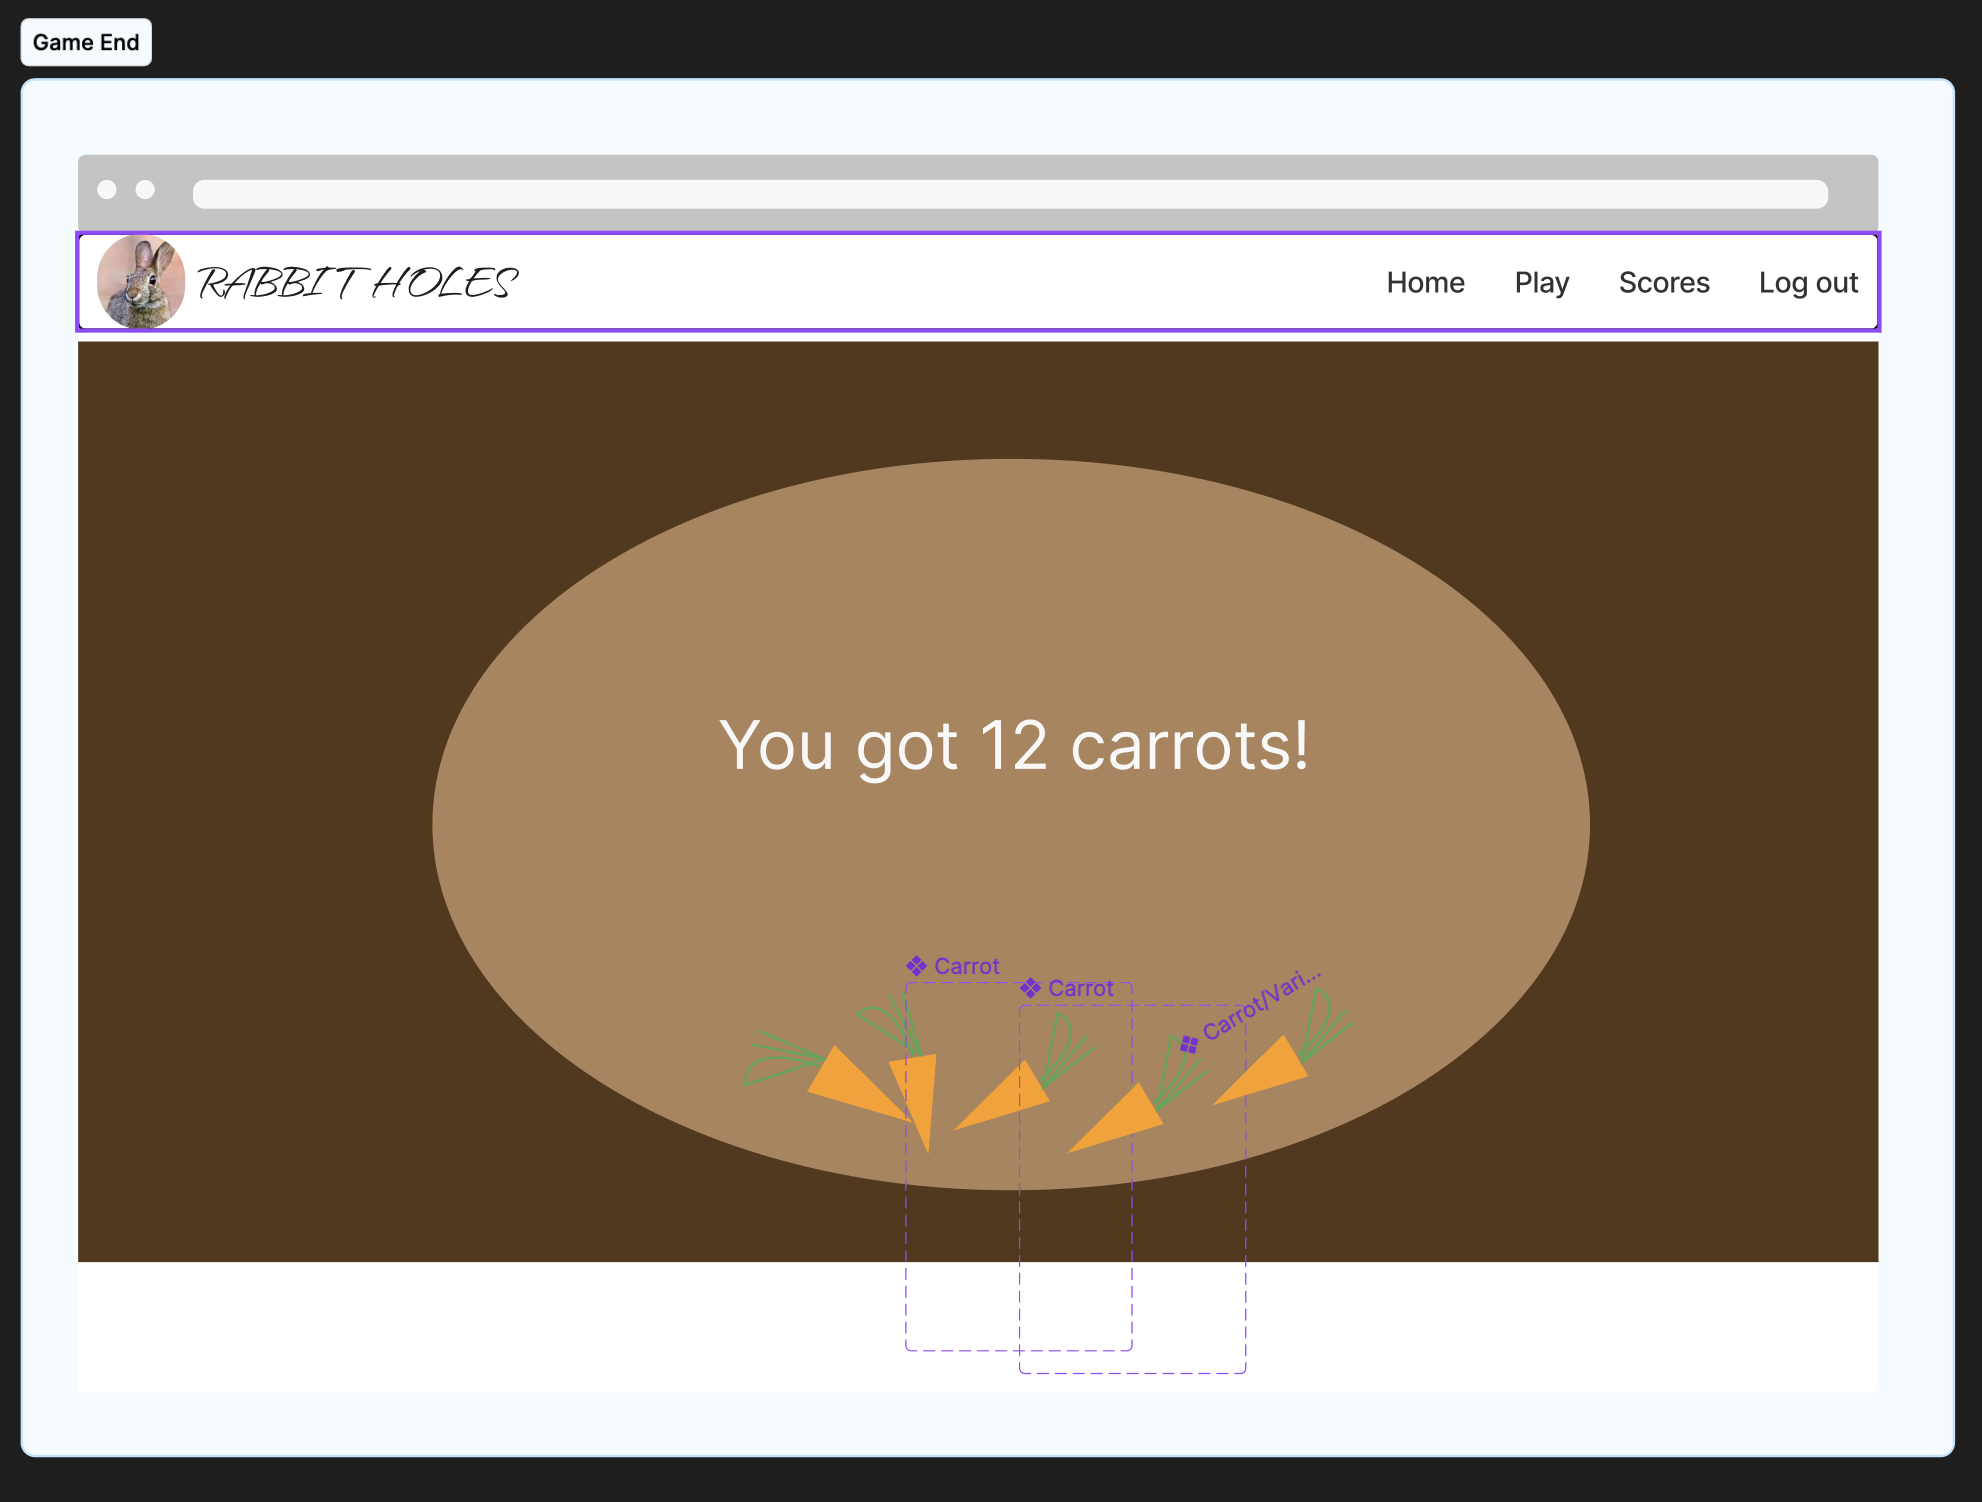 Game End
RABBIT HOLES
Home Play Scores Log out
You got 12 carrots!
Carrot
Carrot
Carrot/Vari...